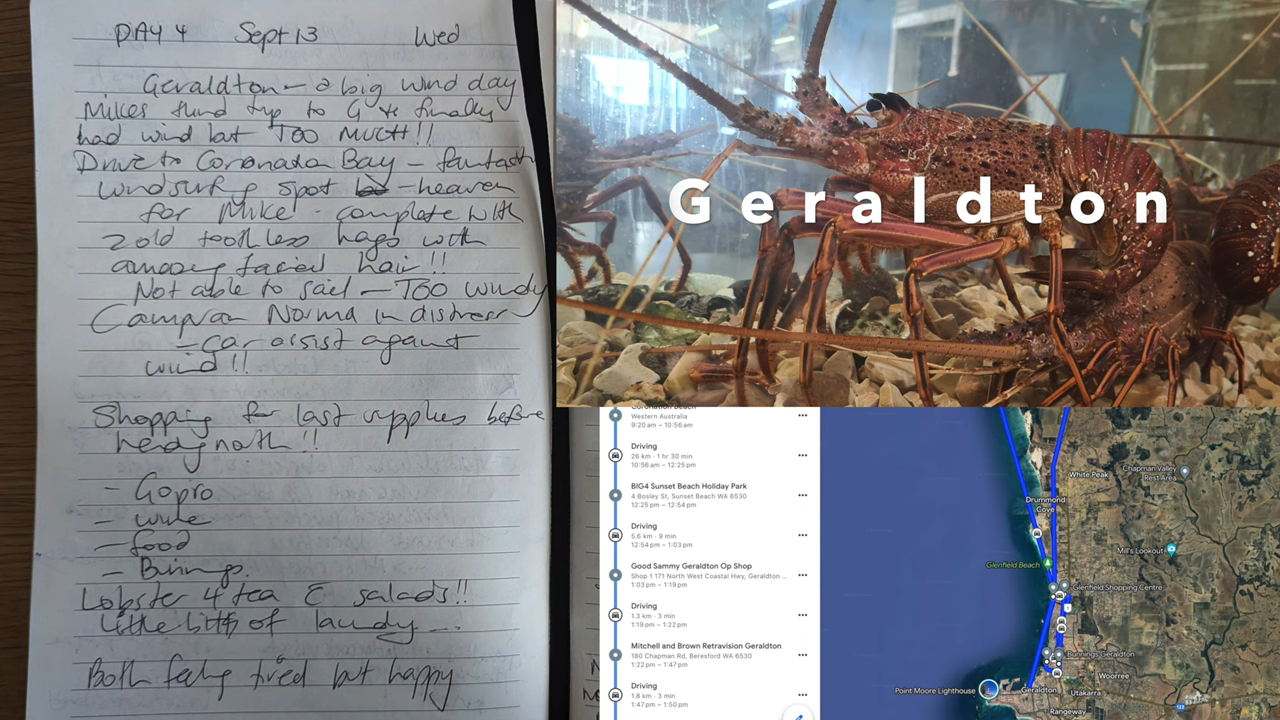 DAY 4 Sept 13 Wed
Geraldton - a big wind day
Mikes third trip to G & finally
had wind but TOO MUCH!!
Drive to Coronata Bay - fantastic
windsurfing spot - heaven
for Mike - complete with
2 old toothless hags with
amazing facial hair!!
Not able to sail - TOO windy
Norma in distress
- car assist against
wind!!
Shopping for last supplies before
heading north!!
- Gopro
- wine
- food
- Bunnings
Lobster tea
little bit of laundry
Both feeling tired but happy
Geraldton
Coronation Beach
Western Australia
9:20 am – 10:56 am
Driving
26 km · 1 hr 30 min
10:56 am – 12:25 pm
BIG4 Sunset Beach Holiday Park
4 Bosley St, Sunset Beach WA 6530
12:25 pm – 12:54 pm
Driving
5.6 km · 9 min
12:54 pm – 1:03 pm
Good Sammy Geraldton Op Shop
Shop 1 171 North West Coastal Hwy, Geraldton ...
1:03 pm – 1:19 pm
Driving
1.3 km · 3 min
1:19 pm – 1:22 pm
Mitchell and Brown Retravision Geraldton
180 Chapman Rd, Beresford WA 6530
1:22 pm – 1:47 pm
Driving
1.8 km · 3 min
1:47 pm – 1:50 pm
White Peak
Chapman Valley
Rest Area
Drummond
Cove
Mill's Lookout
Glenfield Beach
Glenfield Shopping Centre
Bunnings Geraldton
Woorree
Point Moore Lighthouse
Geraldton
Utakarra
Rangeway
123